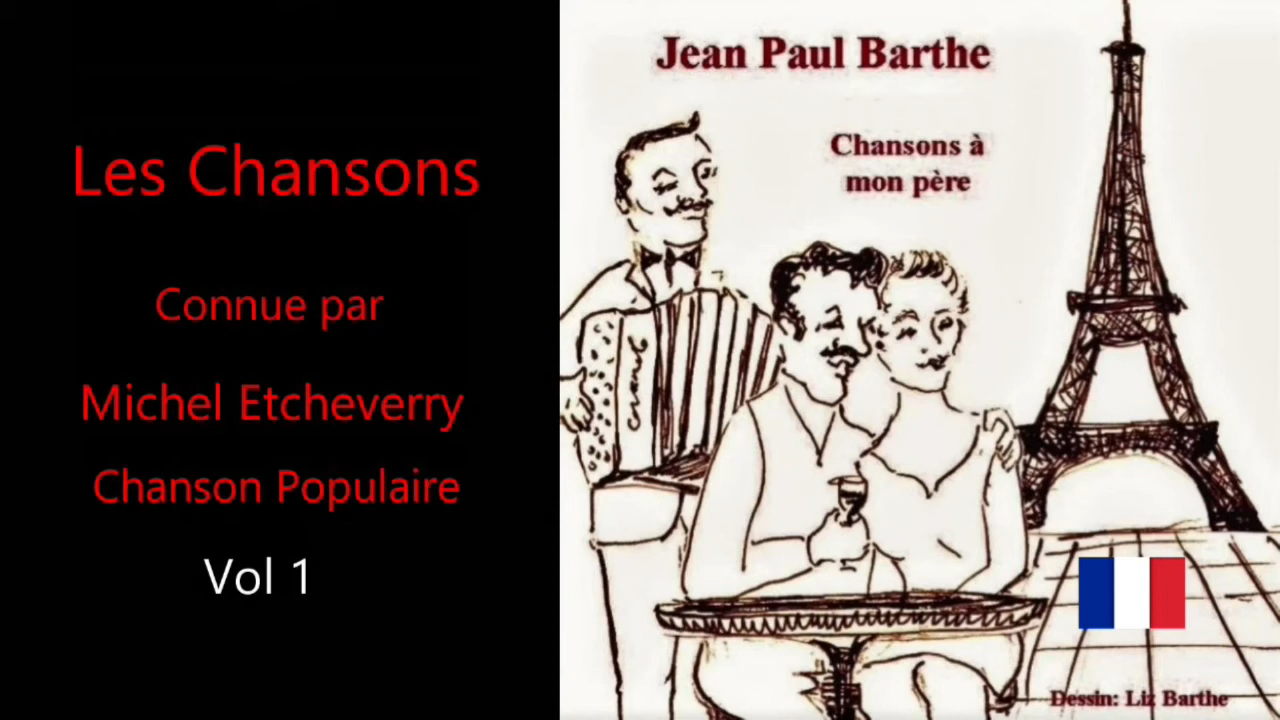 Les Chansons
Connue par
Michel Etcheverry
Chanson Populaire
Vol 1
Jean Paul Barthe
Chansons à
mon père
Dessin: Liz Barthe